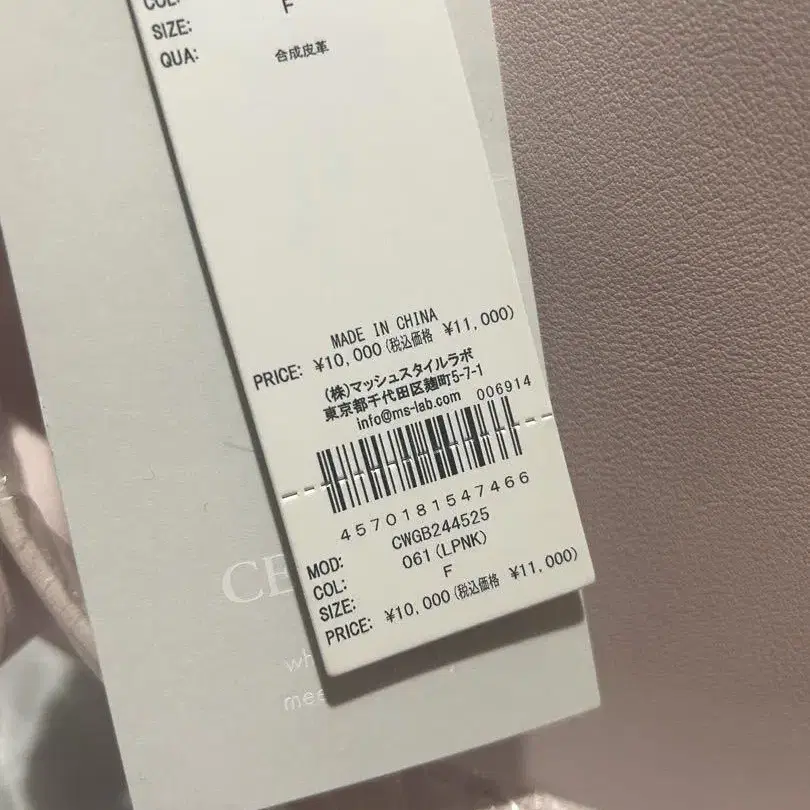 COL:
SIZE: F
QUA: 合成皮革
MADE IN CHINA
PRICE: ¥10,000(税込価格 ¥11,000)
(株)マッシュスタイルラボ
東京都千代田区麹町5-7-1
info@ms-lab.com 006914
4570181547466
MOD: CWGB244525
COL: 061(LPNK)
SIZE: F
PRICE: ¥10,000(税込価格 ¥11,000)